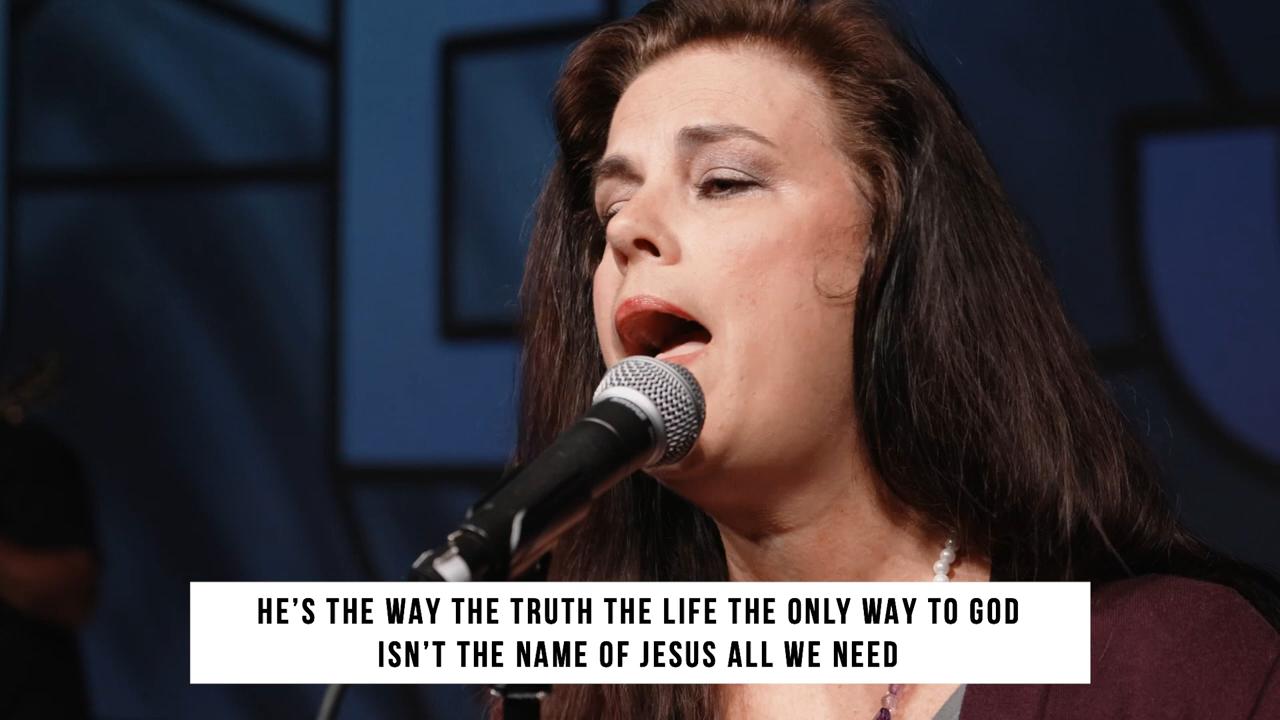 HE'S THE WAY THE TRUTH THE LIFE THE ONLY WAY TO GOD
ISN'T THE NAME OF JESUS ALL WE NEED